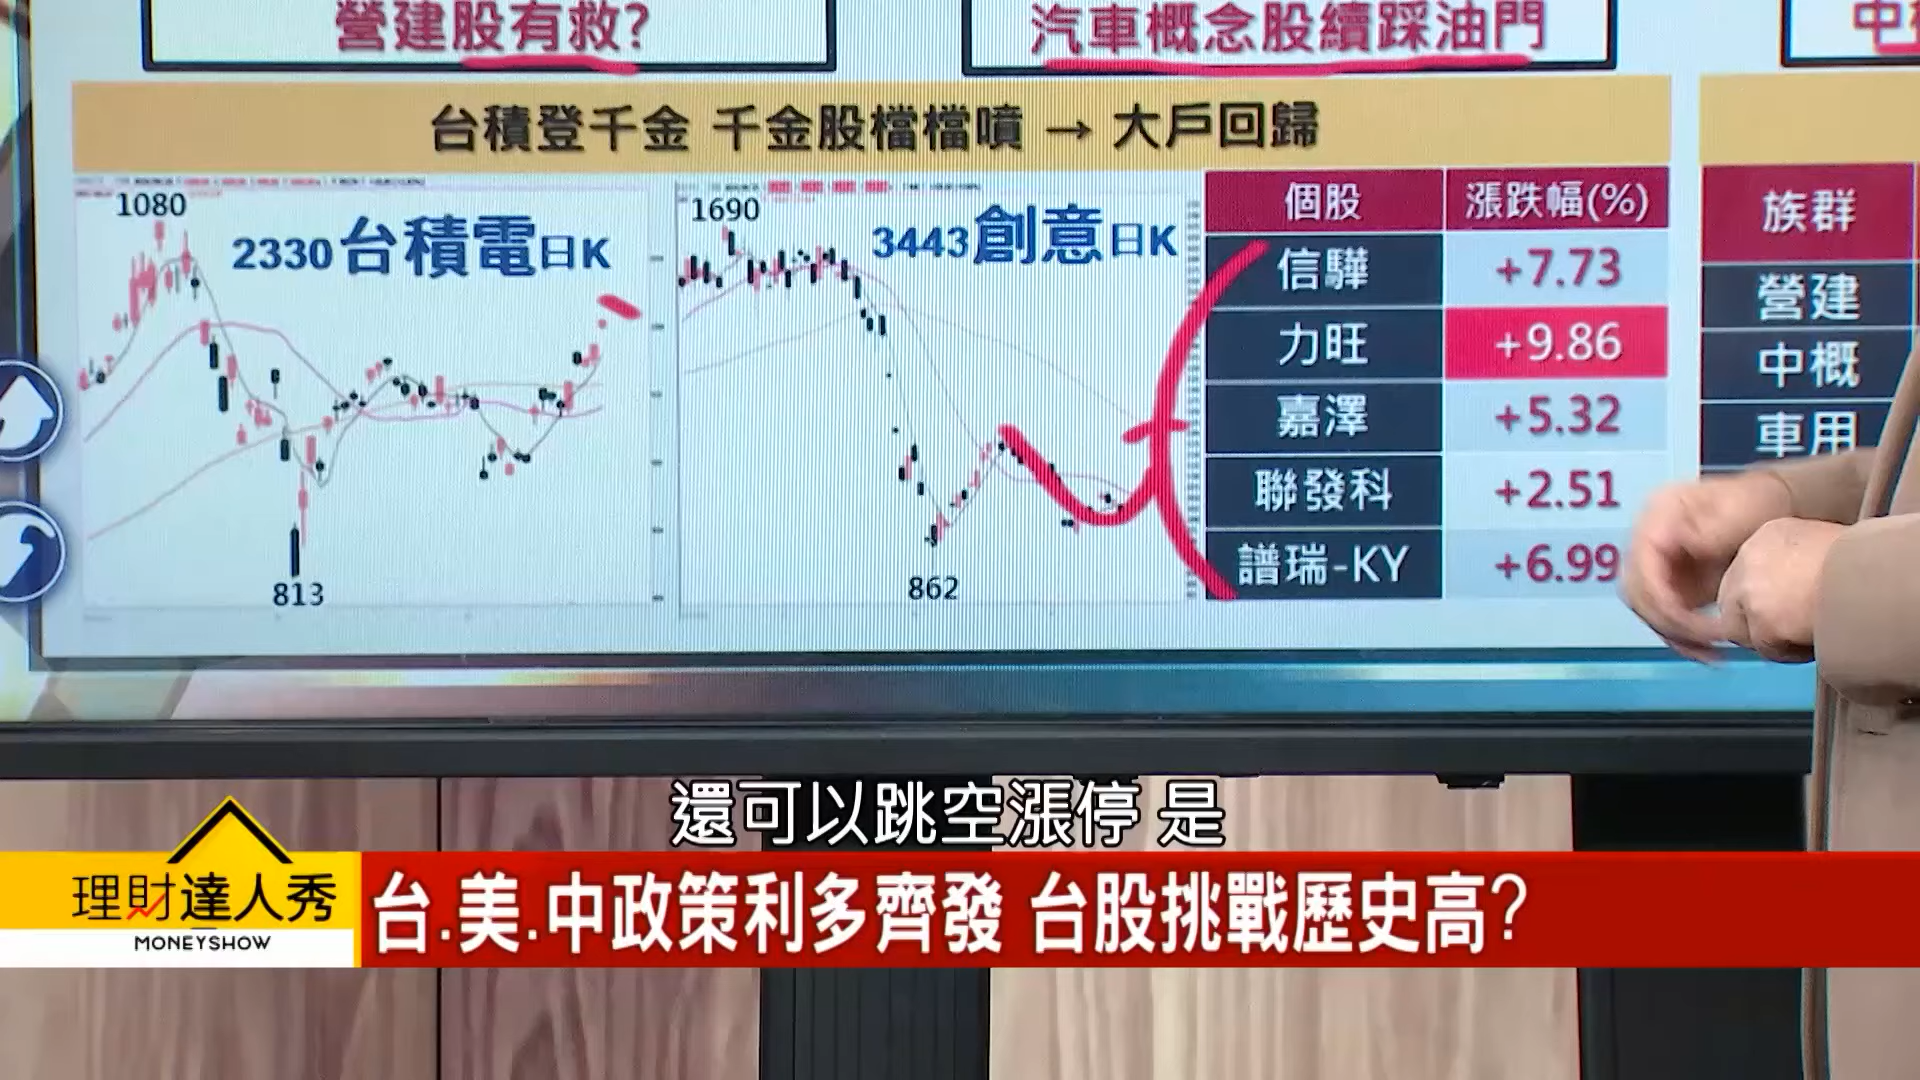 營建股有救?
汽車概念股續踩油門
中
台積登千金 千金股檔檔噴 → 大戶回歸
1080
2330台積電日K
813
1690
3443創意日K
862
個股 漲跌幅(%)
信驊 +7.73
力旺 +9.86
嘉澤 +5.32
聯發科 +2.51
譜瑞-KY +6.99
族群
營建
中概
車用
還可以跳空漲停 是
理財達人秀
MONEYSHOW
台.美.中政策利多齊發 台股挑戰歷史高?